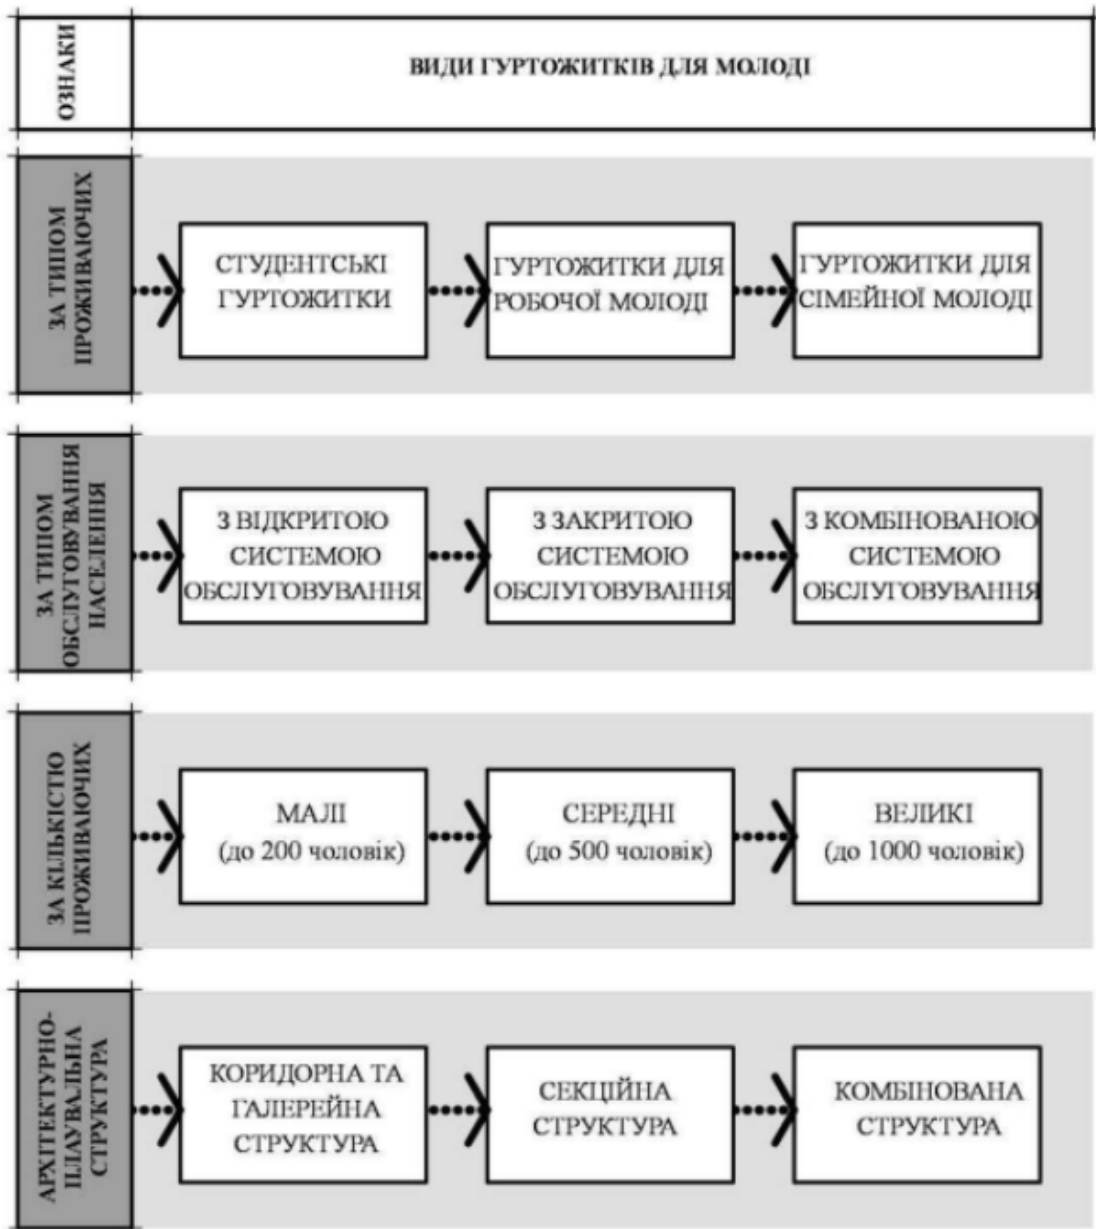 ОЗНАКИ
ВИДИ ГУРТОЖИТКІВ ДЛЯ МОЛОДІ
ЗА ТИПОМ
ПРОЖИВАЮЧИХ
СТУДЕНТСЬКІ
ГУРТОЖИТКИ
ГУРТОЖИТКИ ДЛЯ
РОБОЧОЇ МОЛОДІ
ГУРТОЖИТКИ ДЛЯ
СІМЕЙНОЇ МОЛОДІ
ЗА ТИПОМ
ОБСЛУГОВУВАННЯ
НАСЕЛЕННЯ
З ВІДКРИТОЮ
СИСТЕМОЮ
ОБСЛУГОВУВАННЯ
З ЗАКРИТОЮ
СИСТЕМОЮ
ОБСЛУГОВУВАННЯ
З КОМБІНОВАНОЮ
СИСТЕМОЮ
ОБСЛУГОВУВАННЯ
ЗА КІЛЬКІСТЮ
ПРОЖИВАЮЧИХ
МАЛІ
(до 200 чоловік)
СЕРЕДНІ
(до 500 чоловік)
ВЕЛИКІ
(до 1000 чоловік)
АРХІТЕКТУРНО-
ПЛАУВАЛЬНА
СТРУКТУРА
КОРИДОРНА ТА
ГАЛЕРЕЙНА
СТРУКТУРА
СЕКЦІЙНА
СТРУКТУРА
КОМБІНОВАНА
СТРУКТУРА